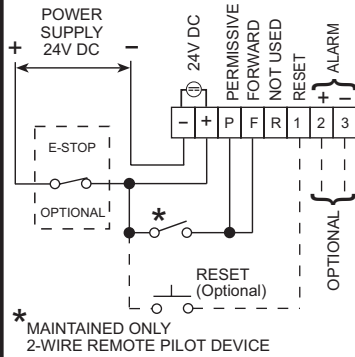 POWER
SUPPLY
24V DC
+
–
24V DC
PERMISSIVE
FORWARD
NOT USED
RESET
ALARM
+ –
– + P F R 1 2 3
E-STOP
OPTIONAL
*
OPTIONAL
RESET
(Optional)
* MAINTAINED ONLY
2-WIRE REMOTE PILOT DEVICE